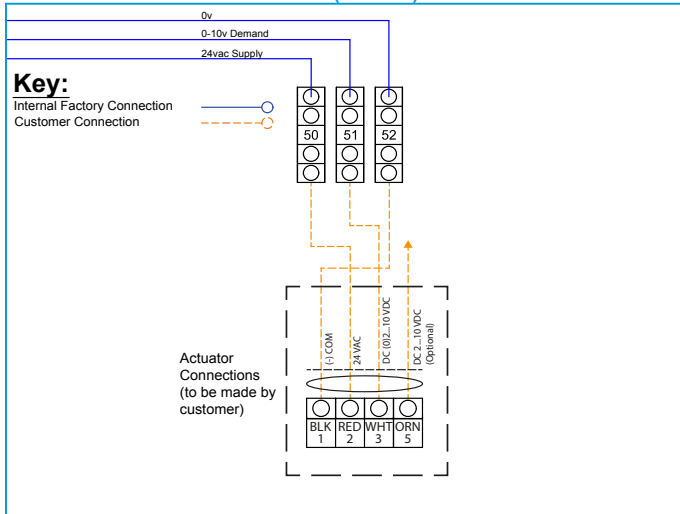 0v
0-10v Demand
24vac Supply
Key:
Internal Factory Connection
Customer Connection
50
51
52
(-) COM
24 VAC
DC (0)2...10 VDC
DC 2...10 VDC
(Optional)
Actuator
Connections
(to be made by
customer)
BLK RED WHT ORN
1 2 3 5